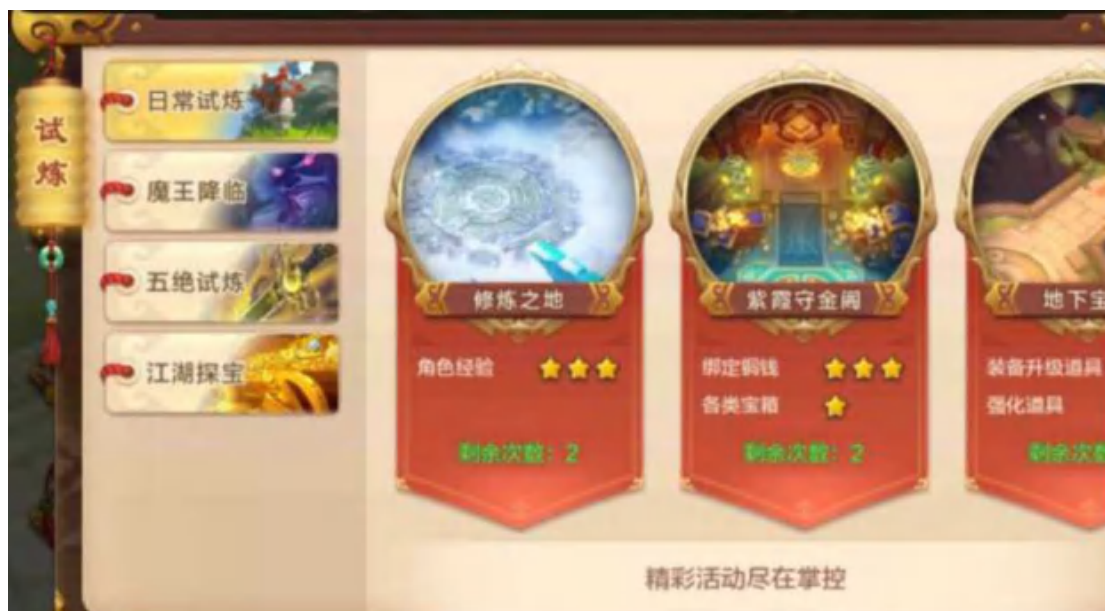 试炼
日常试炼
魔王降临
五绝试炼
江湖探宝
修炼之地
角色经验
剩余次数：2
紫霞守金阁
绑定铜钱
各类宝箱
剩余次数：2
地下宝
装备升级道具
强化道具
剩余次数
精彩活动尽在掌控